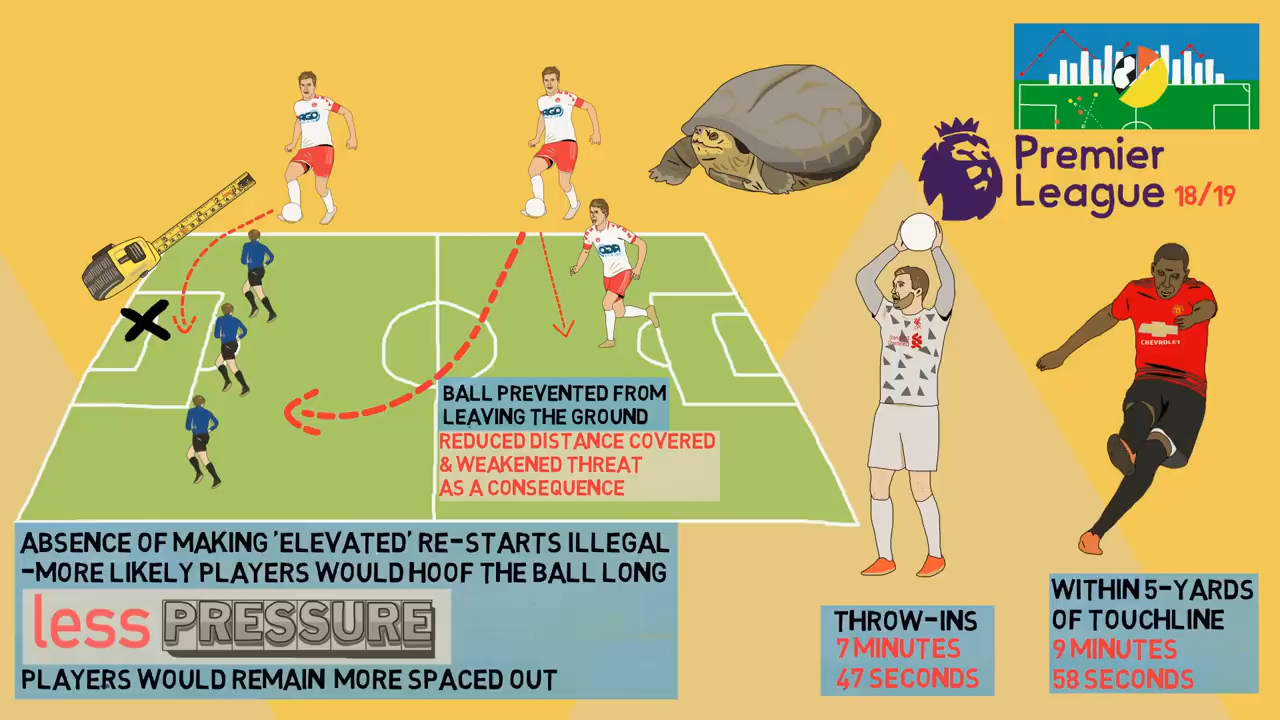 Premier
League 18/19
CHEVROLET
BALL PREVENTED FROM
LEAVING THE GROUND
REDUCED DISTANCE COVERED
& WEAKENED THREAT
AS A CONSEQUENCE
ABSENCE OF MAKING 'ELEVATED' RE-STARTS ILLEGAL
-MORE LIKELY PLAYERS WOULD HOOF THE BALL LONG
less PRESSURE
PLAYERS WOULD REMAIN MORE SPACED OUT
THROW-INS
7 MINUTES
47 SECONDS
WITHIN 5-YARDS
OF TOUCHLINE
9 MINUTES
58 SECONDS